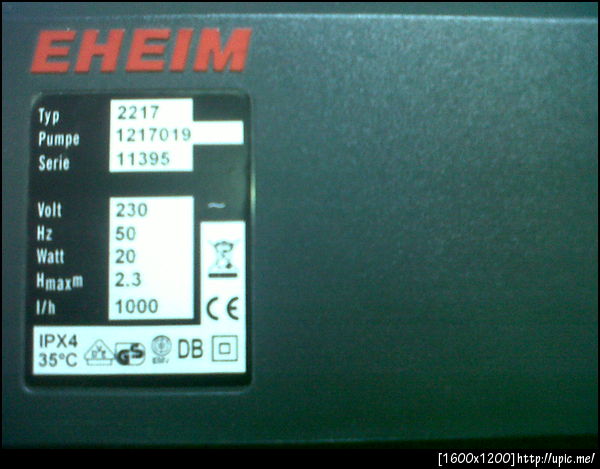 EHEIM
Typ 2217
Pumpe 1217019
Serie 11395
Volt 230 ~
Hz 50
Watt 20
Hmaxm 2.3
l/h 1000
CE
IPX4
35°C
GS
DB
[1600x1200]http://upic.me/